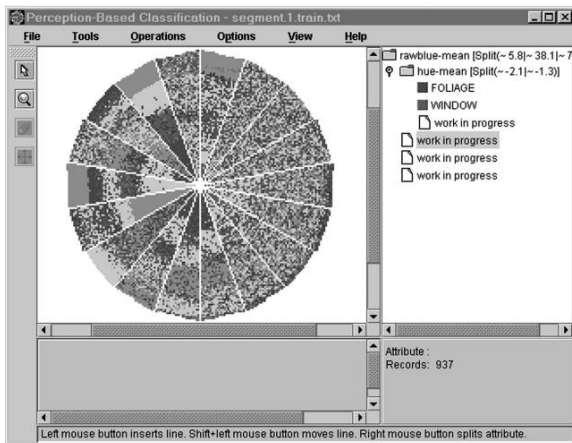 Perception-Based Classification - segment.1.train.txt
File Tools Operations Options View Help
rawblue-mean [Split(~ 5.8|~ 38.1|~ 7
hue-mean [Split(~ -2.1|~ -1.3)]
FOLIAGE
WINDOW
work in progress
work in progress
work in progress
work in progress
Attribute :
Records: 937
Left mouse button inserts line. Shift+left mouse button moves line. Right mouse button splits attribute.